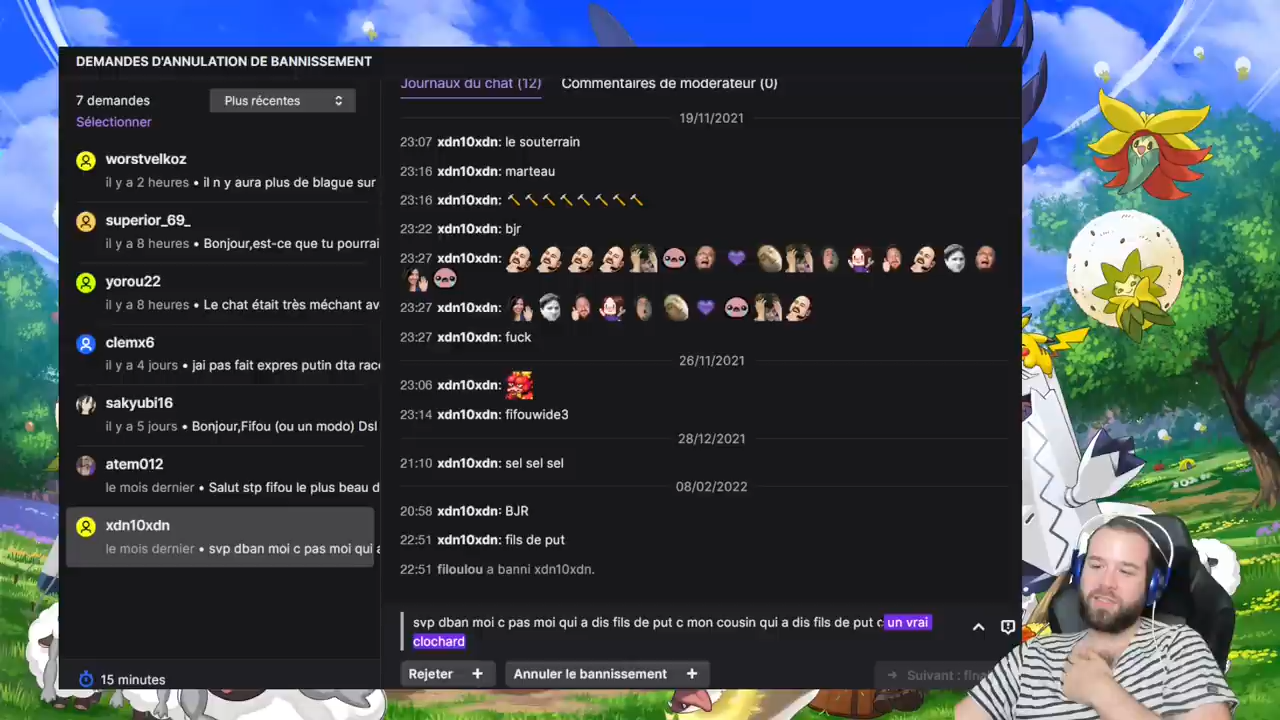 DEMANDES D'ANNULATION DE BANNISSEMENT
7 demandes
Plus récentes
Sélectionner
worstvelkoz
il y a 2 heures • il n y aura plus de blague sur
superior_69_
il y a 8 heures • Bonjour,est-ce que tu pourrai
yorou22
il y a 8 heures • Le chat était très méchant av
clemx6
il y a 4 jours • jai pas fait expres putin dta race
sakyubi16
il y a 5 jours • Bonjour,Fifou (ou un modo) Dsl
atem012
le mois dernier • Salut stp fifou le plus beau d
xdn10xdn
le mois dernier • svp dban moi c pas moi qui a
15 minutes
Journaux du chat (12) Commentaires de modérateur (0)
19/11/2021
23:07 xdn10xdn: le souterrain
23:16 xdn10xdn: marteau
23:16 xdn10xdn:
23:22 xdn10xdn: bjr
23:27 xdn10xdn:
23:27 xdn10xdn:
23:27 xdn10xdn: fuck
26/11/2021
23:06 xdn10xdn:
23:14 xdn10xdn: fifouwide3
28/12/2021
21:10 xdn10xdn: sel sel sel
08/02/2022
20:58 xdn10xdn: BJR
22:51 xdn10xdn: fils de put
22:51 filoulou a banni xdn10xdn.
svp dban moi c pas moi qui a dis fils de put c mon cousin qui a dis fils de put c un vrai
clochard
Rejeter + Annuler le bannissement + → Suivant : fina